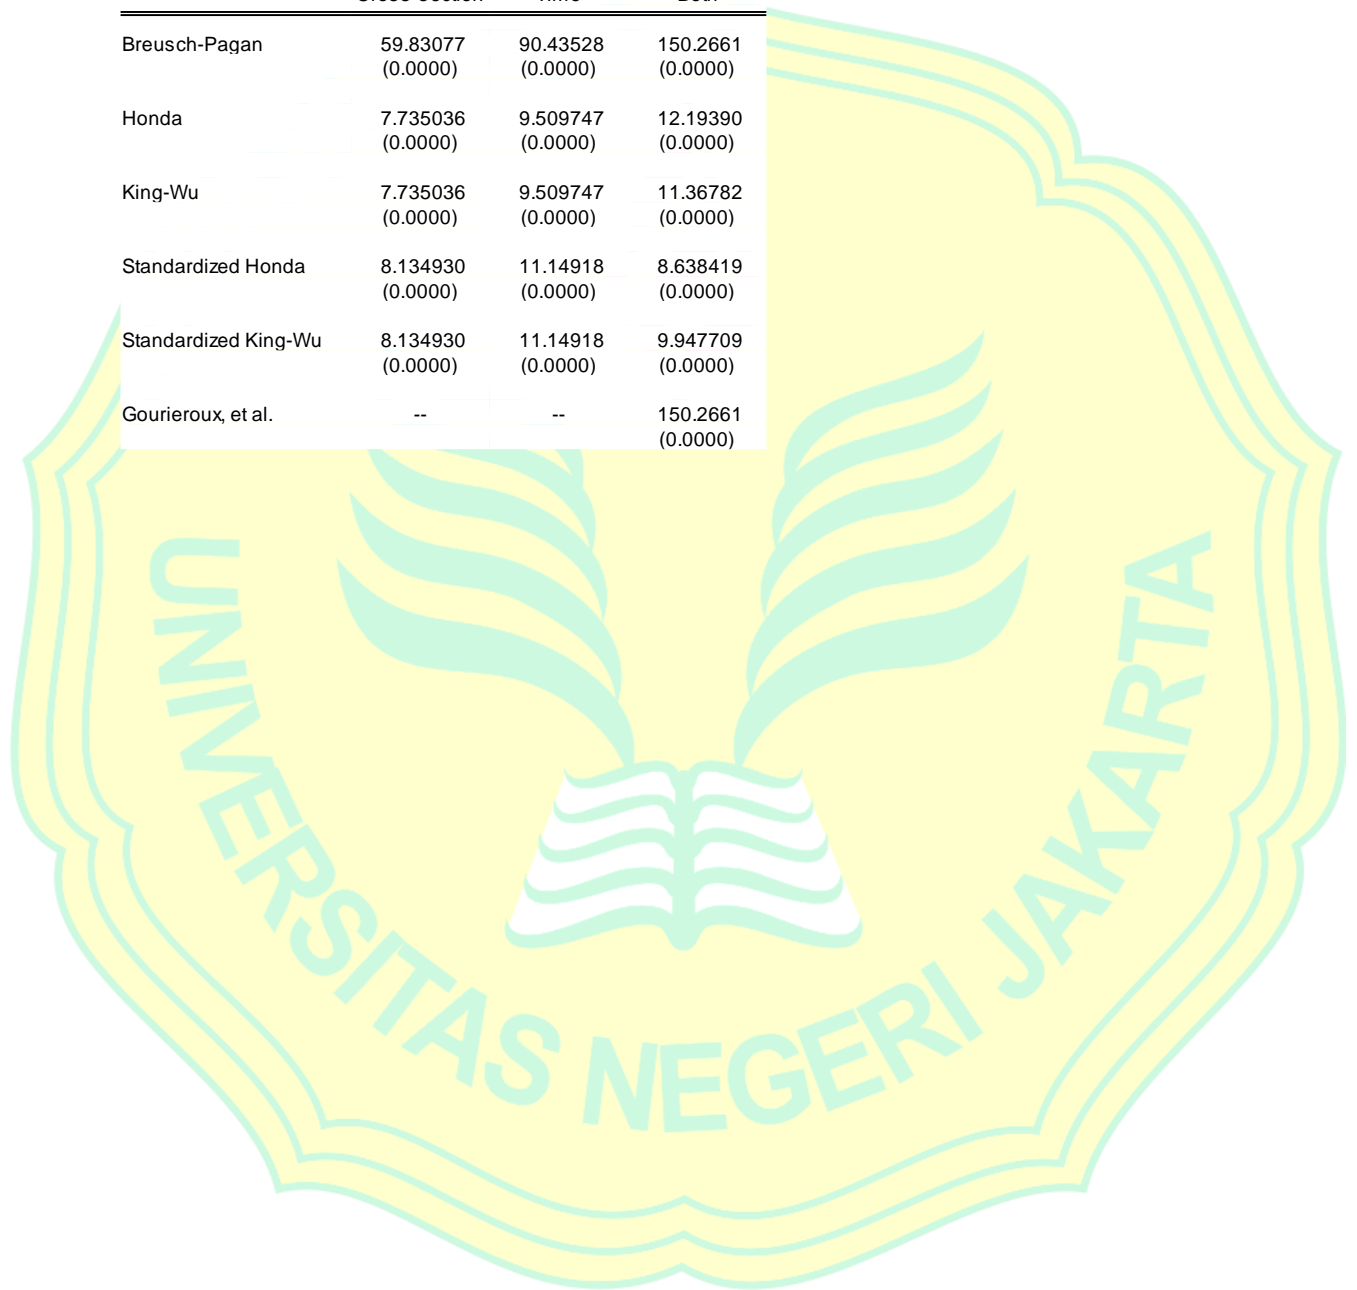 Cross-Section Time Both
Breusch-Pagan 59.83077 90.43528 150.2661
(0.0000) (0.0000) (0.0000)
Honda 7.735036 9.509747 12.19390
(0.0000) (0.0000) (0.0000)
King-Wu 7.735036 9.509747 11.36782
(0.0000) (0.0000) (0.0000)
Standardized Honda 8.134930 11.14918 8.638419
(0.0000) (0.0000) (0.0000)
Standardized King-Wu 8.134930 11.14918 9.947709
(0.0000) (0.0000) (0.0000)
Gourieroux, et al. -- -- 150.2661
(0.0000)
UNIVERSITAS NEGERI JAKARTA